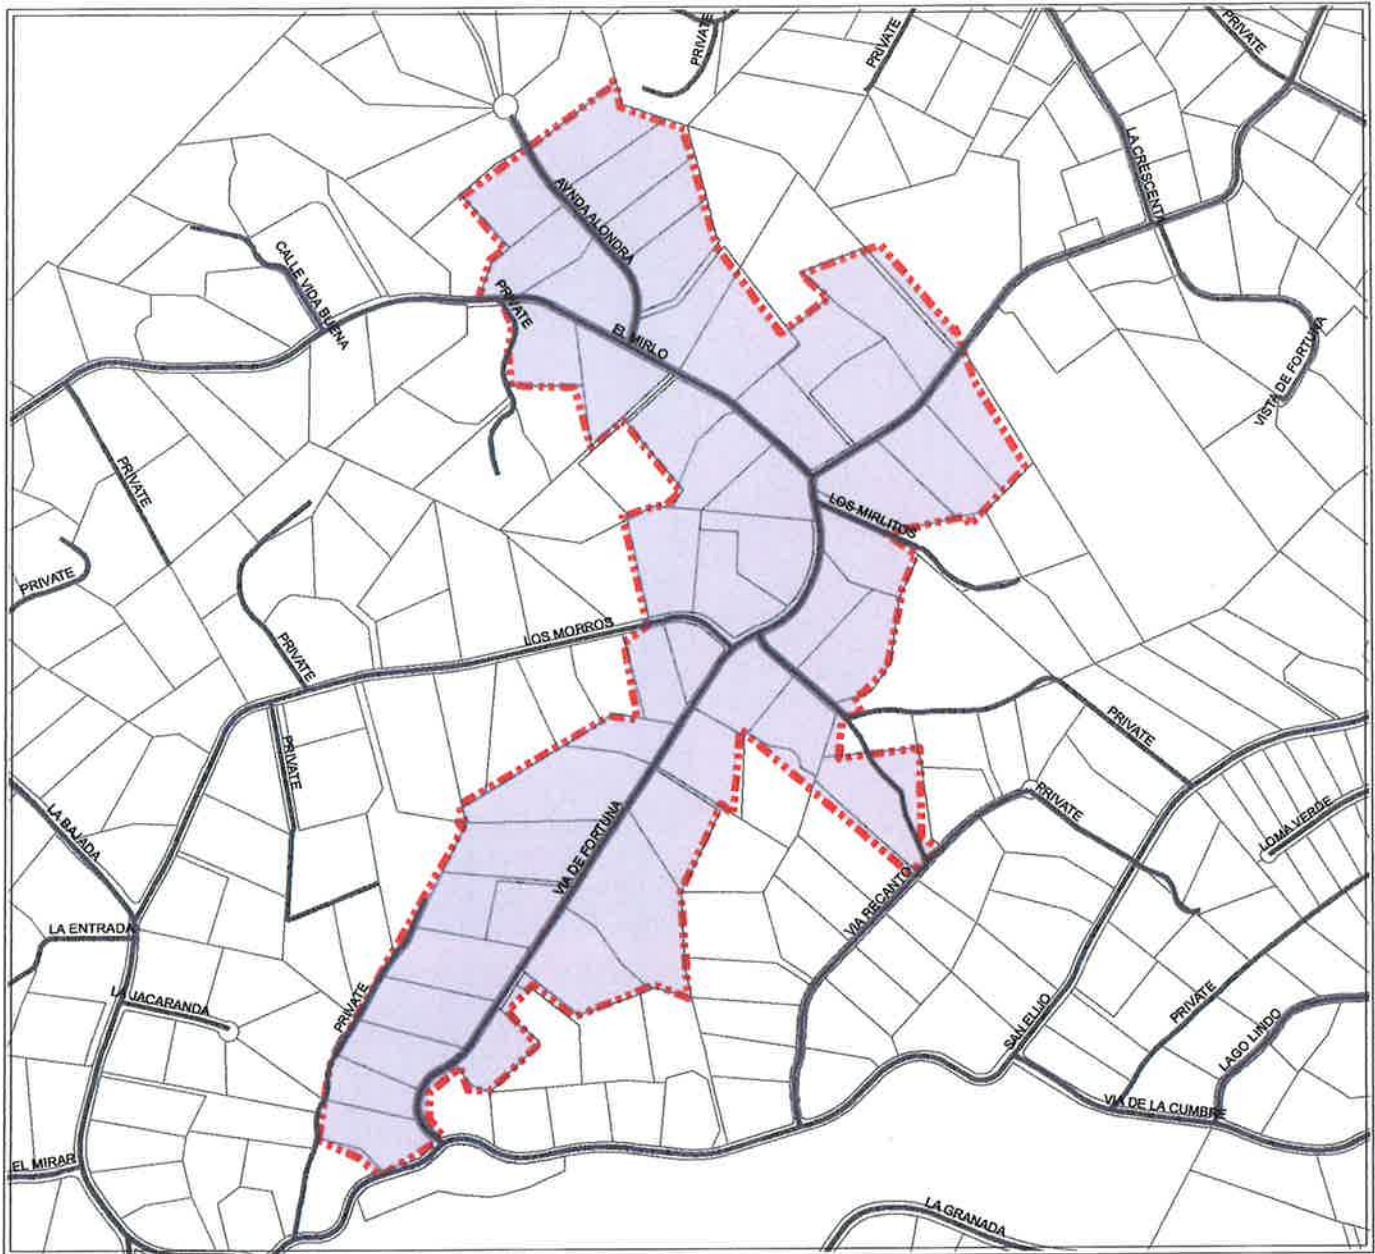 PRIVATE
PRIVATE
PRIVATE
LA CRESCENTA
AVNDA ALONDRA
CALLE VIDA BUENA
PRIVATE
EL MIRLO
VISTA DE FORTUNA
PRIVATE
LOS MIRLITOS
PRIVATE
LOS MORROS
PRIVATE
PRIVATE
PRIVATE
LA BAJADA
VIA DE FORTUNA
PRIVATE
LOMA VERDE
VIA RECANTO
LA ENTRADA
LA JACARANDA
PRIVATE
SAN ELIJO
PRIVATE
LAGO LINDO
VIA DE LA CUMBRE
EL MIRAR
LA GRANADA